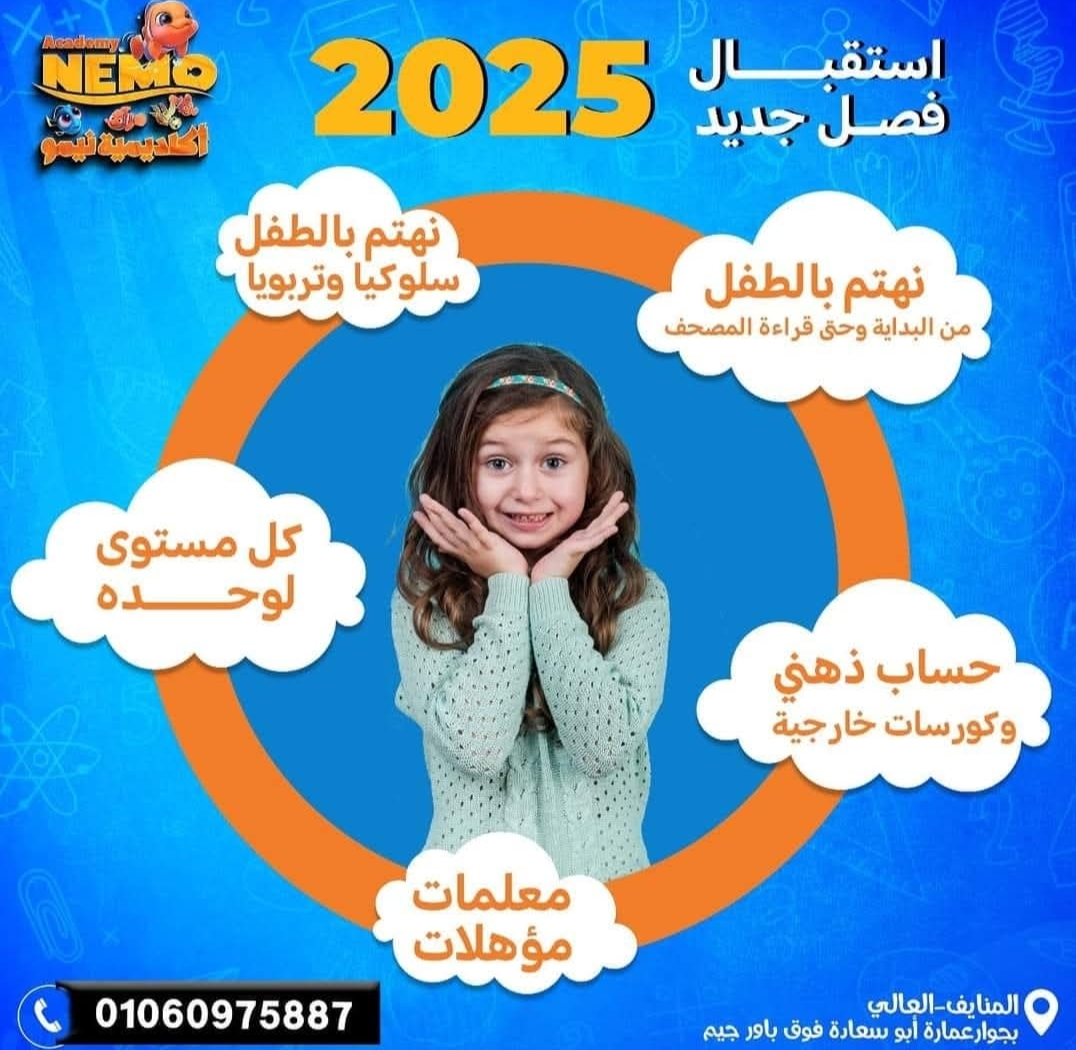 Academy
NEMO
أكاديمية نيمو
استقبال
فصل جديد
2025
نهتم بالطفل
من البداية وحتى قراءة المصحف
نهتم بالطفل
سلوكيا وتربويا
كل مستوى
لوحده
حساب ذهني
وكورسات خارجية
معلمات
مؤهلات
01060975887
المنايف-العالي
بجوارعمارة أبو سعادة فوق باور جيم